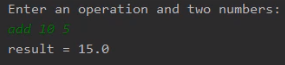 Enter an operation and two numbers:
add 10 5
result = 15.0